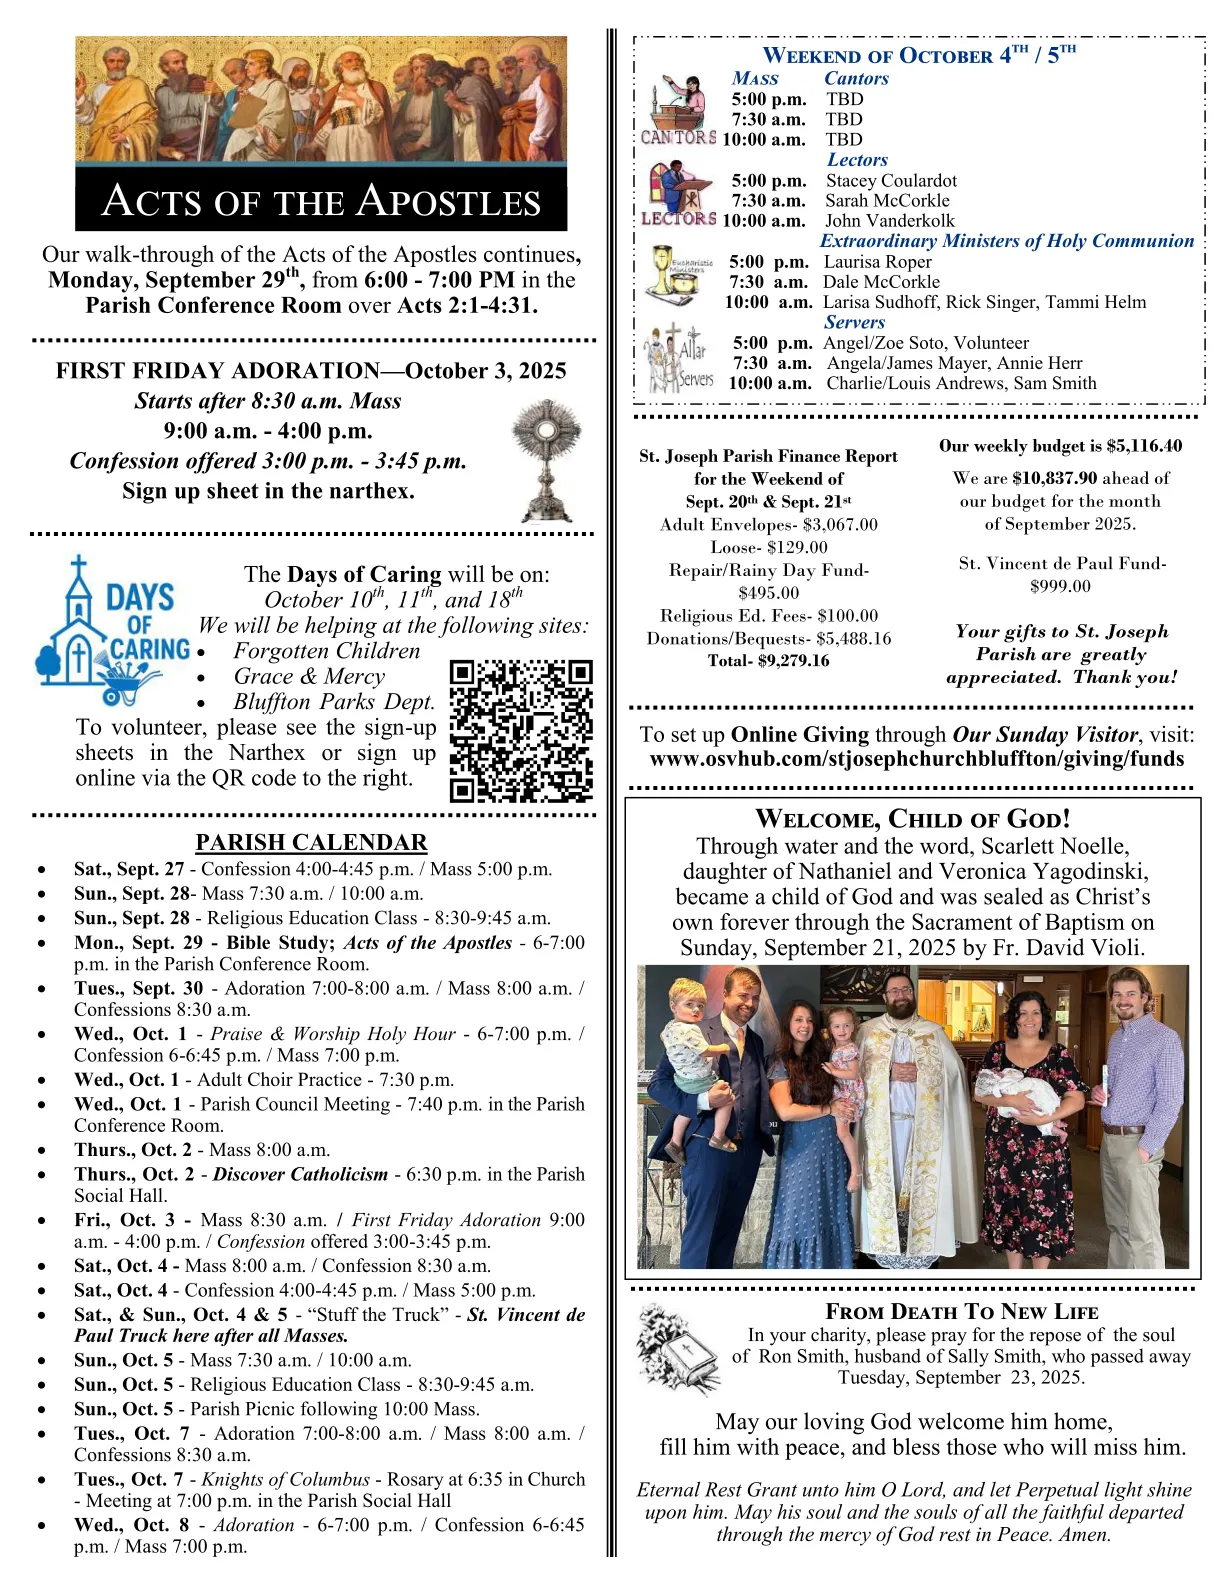 ACTS OF THE APOSTLES
Our walk-through of the Acts of the Apostles continues,
Monday, September 29th, from 6:00 - 7:00 PM in the
Parish Conference Room over Acts 2:1-4:31.
FIRST FRIDAY ADORATION—October 3, 2025
Starts after 8:30 a.m. Mass
9:00 a.m. - 4:00 p.m.
Confession offered 3:00 p.m. - 3:45 p.m.
Sign up sheet in the narthex.
DAYS
OF
CARING
The Days of Caring will be on:
October 10th, 11th, and 18th
We will be helping at the following sites:
• Forgotten Children
• Grace & Mercy
• Bluffton Parks Dept.
To volunteer, please see the sign-up
sheets in the Narthex or sign up
online via the QR code to the right.
PARISH CALENDAR
• Sat., Sept. 27 - Confession 4:00-4:45 p.m. / Mass 5:00 p.m.
• Sun., Sept. 28- Mass 7:30 a.m. / 10:00 a.m.
• Sun., Sept. 28 - Religious Education Class - 8:30-9:45 a.m.
• Mon., Sept. 29 - Bible Study; Acts of the Apostles - 6-7:00
p.m. in the Parish Conference Room.
• Tues., Sept. 30 - Adoration 7:00-8:00 a.m. / Mass 8:00 a.m. /
Confessions 8:30 a.m.
• Wed., Oct. 1 - Praise & Worship Holy Hour - 6-7:00 p.m. /
Confession 6-6:45 p.m. / Mass 7:00 p.m.
• Wed., Oct. 1 - Adult Choir Practice - 7:30 p.m.
• Wed., Oct. 1 - Parish Council Meeting - 7:40 p.m. in the Parish
Conference Room.
• Thurs., Oct. 2 - Mass 8:00 a.m.
• Thurs., Oct. 2 - Discover Catholicism - 6:30 p.m. in the Parish
Social Hall.
• Fri., Oct. 3 - Mass 8:30 a.m. / First Friday Adoration 9:00
a.m. - 4:00 p.m. / Confession offered 3:00-3:45 p.m.
• Sat., Oct. 4 - Mass 8:00 a.m. / Confession 8:30 a.m.
• Sat., Oct. 4 - Confession 4:00-4:45 p.m. / Mass 5:00 p.m.
• Sat., & Sun., Oct. 4 & 5 - “Stuff the Truck” - St. Vincent de
Paul Truck here after all Masses.
• Sun., Oct. 5 - Mass 7:30 a.m. / 10:00 a.m.
• Sun., Oct. 5 - Religious Education Class - 8:30-9:45 a.m.
• Sun., Oct. 5 - Parish Picnic following 10:00 Mass.
• Tues., Oct. 7 - Adoration 7:00-8:00 a.m. / Mass 8:00 a.m. /
Confessions 8:30 a.m.
• Tues., Oct. 7 - Knights of Columbus - Rosary at 6:35 in Church
- Meeting at 7:00 p.m. in the Parish Social Hall
• Wed., Oct. 8 - Adoration - 6-7:00 p.m. / Confession 6-6:45
p.m. / Mass 7:00 p.m.
WEEKEND OF OCTOBER 4TH / 5TH
MASS Cantors
5:00 p.m. TBD
7:30 a.m. TBD
CANTORS
10:00 a.m. TBD
Lectors
5:00 p.m. Stacey Coulardot
7:30 a.m. Sarah McCorkle
LECTORS
10:00 a.m. John Vanderkolk
Extraordinary Ministers of Holy Communion
Eucharistic
Ministers
5:00 p.m. Laurisa Roper
7:30 a.m. Dale McCorkle
10:00 a.m. Larisa Sudhoff, Rick Singer, Tammi Helm
Servers
Altar
Servers
5:00 p.m. Angel/Zoe Soto, Volunteer
7:30 a.m. Angela/James Mayer, Annie Herr
10:00 a.m. Charlie/Louis Andrews, Sam Smith
St. Joseph Parish Finance Report
for the Weekend of
Sept. 20th & Sept. 21st
Adult Envelopes- $3,067.00
Loose- $129.00
Repair/Rainy Day Fund-
$495.00
Religious Ed. Fees- $100.00
Donations/Bequests- $5,488.16
Total- $9,279.16
Our weekly budget is $5,116.40
We are $10,837.90 ahead of
our budget for the month
of September 2025.
St. Vincent de Paul Fund-
$999.00
Your gifts to St. Joseph
Parish are greatly
appreciated. Thank you!
To set up Online Giving through Our Sunday Visitor, visit:
www.osvhub.com/stjosephchurchbluffton/giving/funds
WELCOME, CHILD OF GOD!
Through water and the word, Scarlett Noelle,
daughter of Nathaniel and Veronica Yagodinski,
became a child of God and was sealed as Christ’s
own forever through the Sacrament of Baptism on
Sunday, September 21, 2025 by Fr. David Violi.
FROM DEATH TO NEW LIFE
In your charity, please pray for the repose of the soul
of Ron Smith, husband of Sally Smith, who passed away
Tuesday, September 23, 2025.
May our loving God welcome him home,
fill him with peace, and bless those who will miss him.
Eternal Rest Grant unto him O Lord, and let Perpetual light shine
upon him. May his soul and the souls of all the faithful departed
through the mercy of God rest in Peace. Amen.